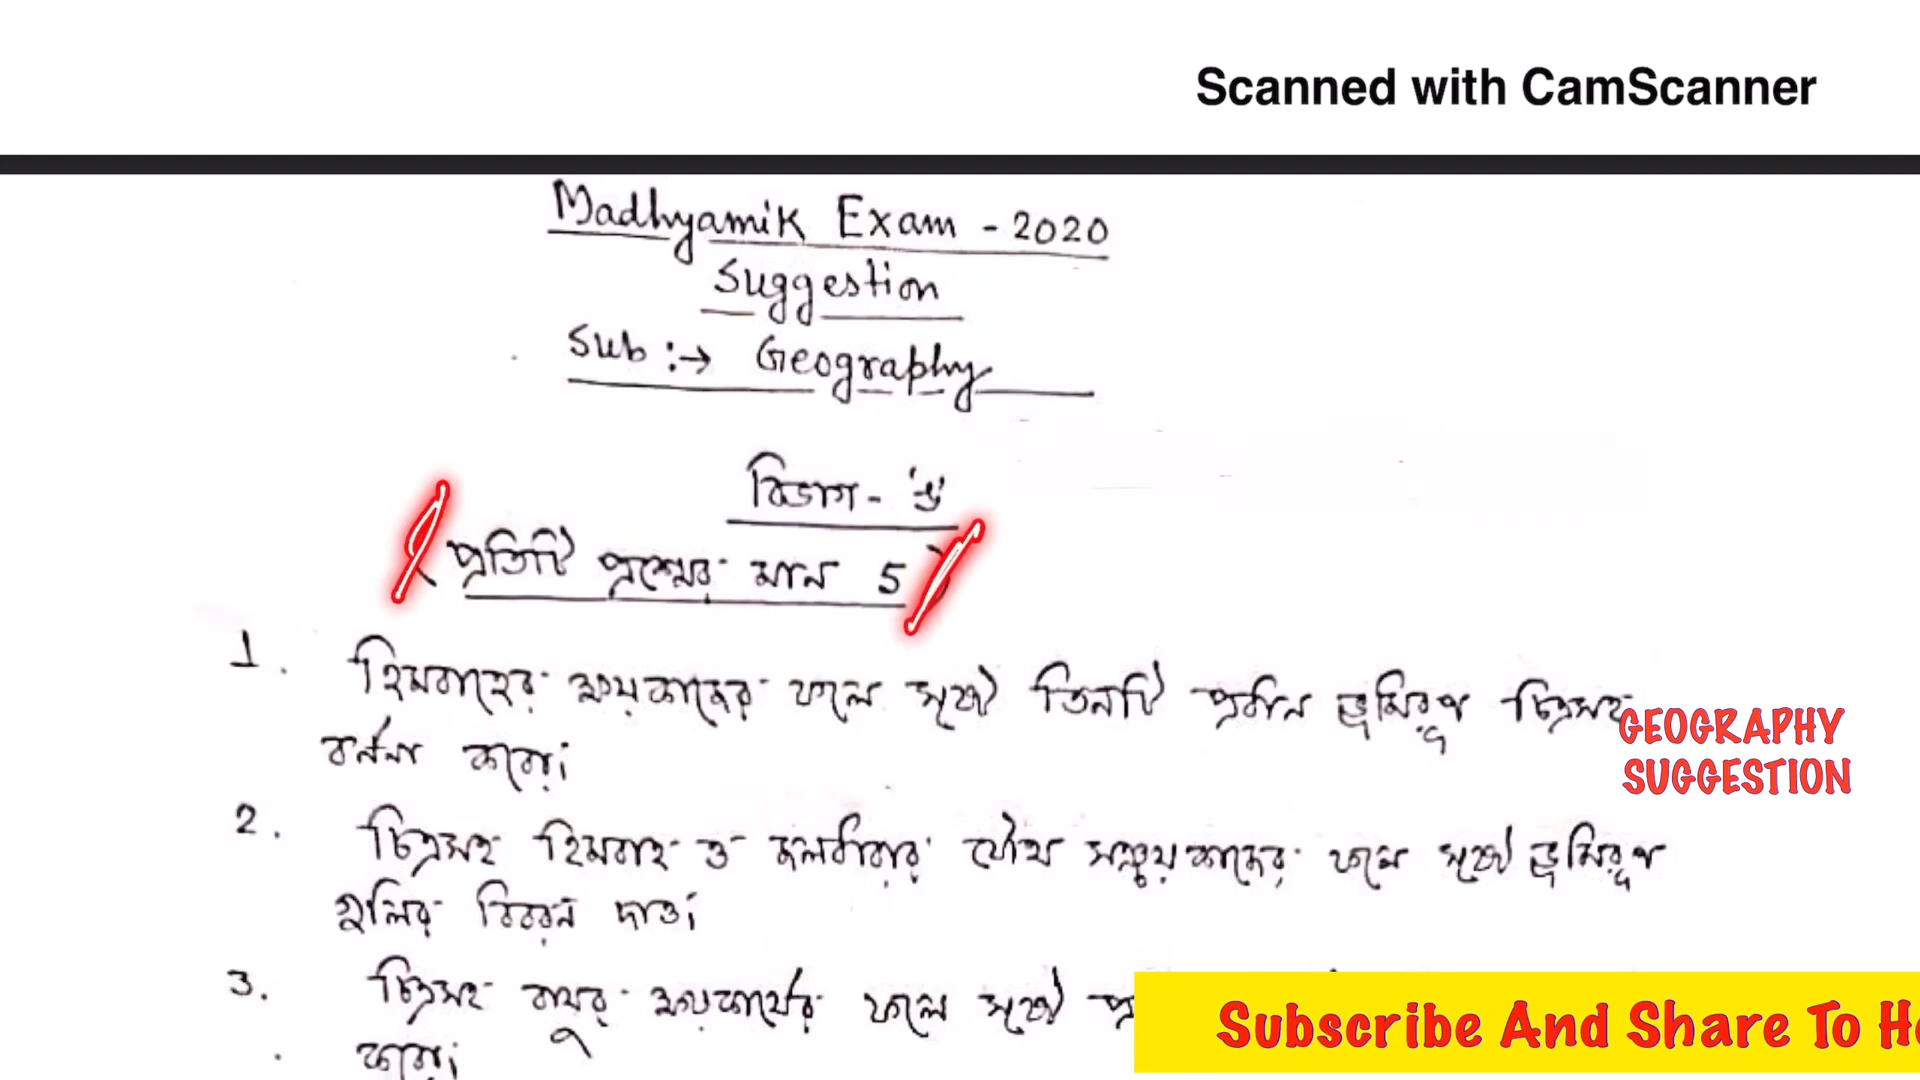 Scanned with CamScanner
Madhyamik Exam - 2020
Suggestion
Sub :→ Geography
বিভাগ - 'ঙ'
(প্রতিটি প্রশ্নের মান 5)
1. হিমবাহের ক্ষয়কাজের ফলে সৃষ্ট তিনটি প্রধান ভূমিরূপ চিত্রসহ
বর্ননা করো।
GEOGRAPHY
SUGGESTION
2. চিত্রসহ হিমবাহ ও জলধারার যৌথ সঞ্চয়কাজের ফলে সৃষ্ট ভূমিরূপ
গুলির বিবরন দাও।
3. চিত্রসহ বায়ুর ক্ষয়কার্যের ফলে সৃষ্ট
করো।
Subscribe And Share To